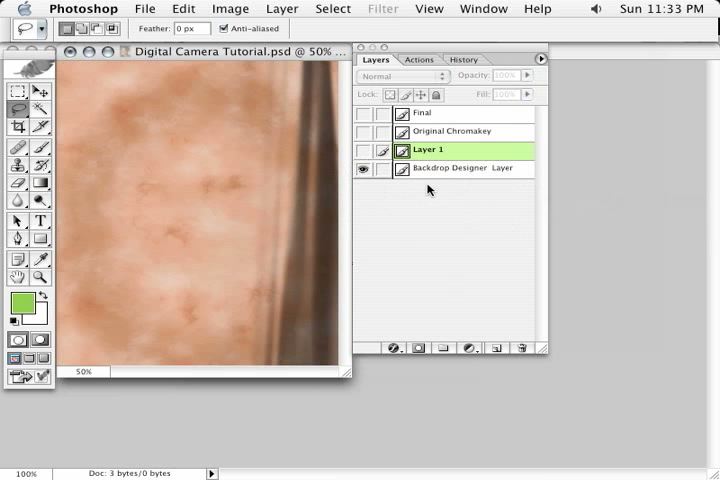 Photoshop File Edit Image Layer Select Filter View Window Help Sun 11:33 PM
Feather: 0 px Anti-aliased
Digital Camera Tutorial.psd @ 50% ...
Layers Actions History
Normal Opacity: 100%
Lock: Fill: 100%
Final
Original Chromakey
Layer 1
Backdrop Designer Layer
T
50%
100% Doc: 3 bytes/0 bytes